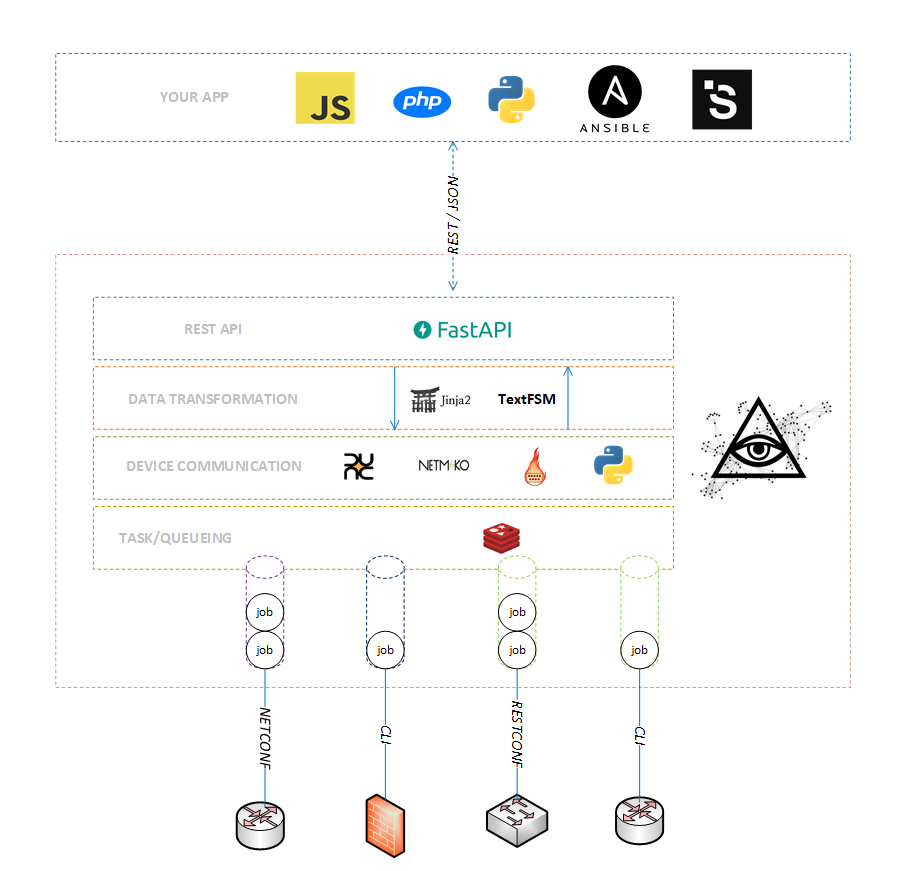 YOUR APP
JS
php
ANSIBLE
S
REST / JSON
REST API
FastAPI
DATA TRANSFORMATION
Jinja2
TextFSM
DEVICE COMMUNICATION
NETMIKO
TASK/QUEUEING
job
job
job
job
job
job
NETCONF
CLI
RESTCONF
CLI